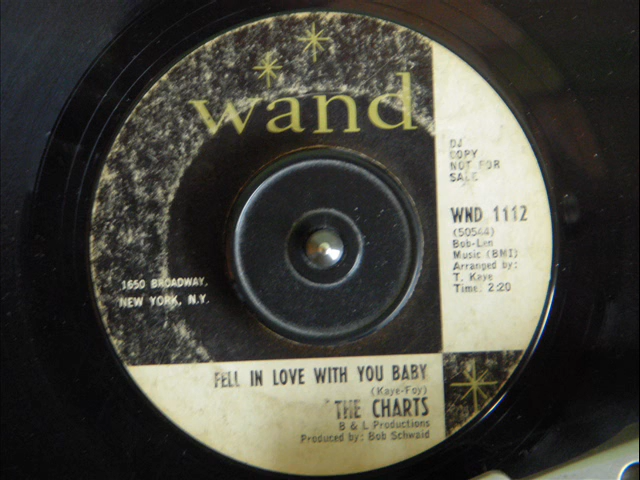 wand
DJ
COPY
NOT FOR
SALE
WND 1112
(50544)
Bob-Len
Music (BMI)
Arranged by:
T. Kaye
Time: 2:20
1650 BROADWAY,
NEW YORK, N.Y.
FELL IN LOVE WITH YOU BABY
(Kaye-Foy)
THE CHARTS
B & L Productions
Produced by: Bob Schwaid